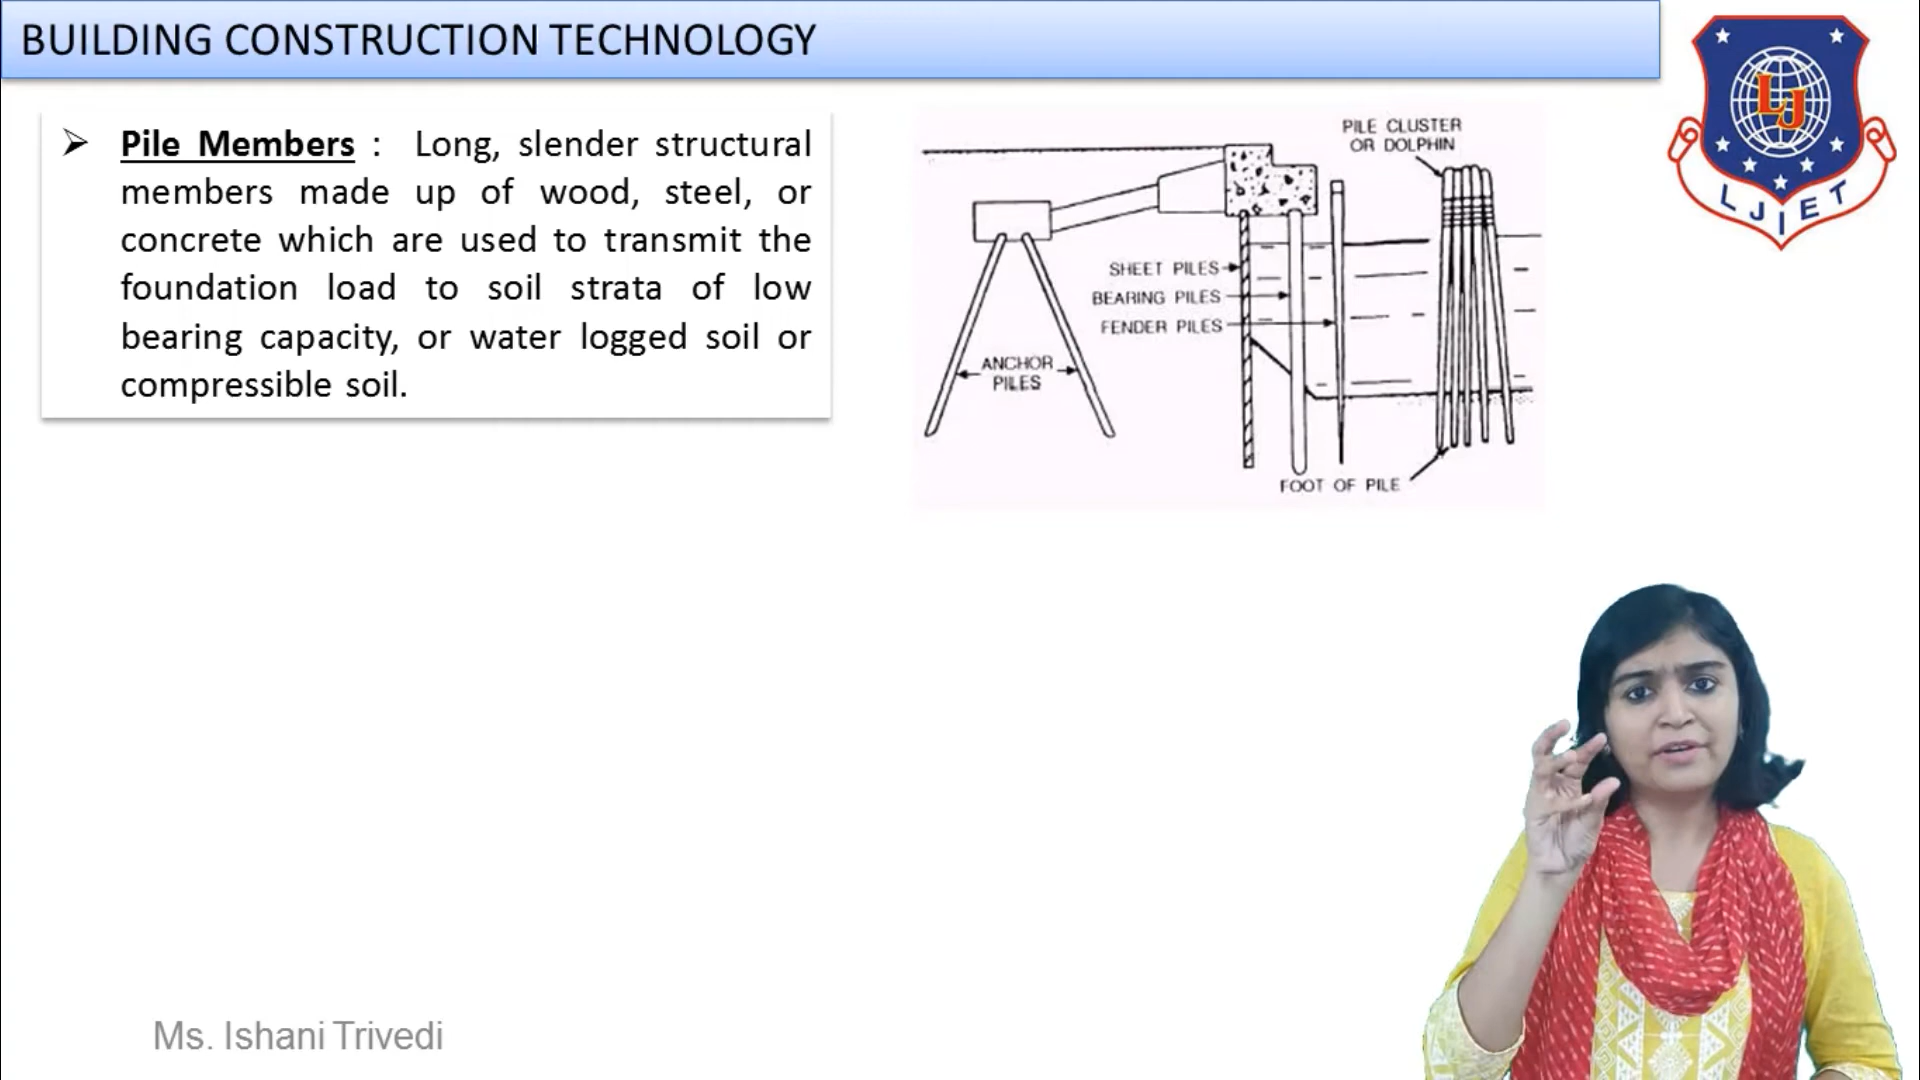 BUILDING CONSTRUCTION TECHNOLOGY
➢ Pile Members : Long, slender structural
members made up of wood, steel, or
concrete which are used to transmit the
foundation load to soil strata of low
bearing capacity, or water logged soil or
compressible soil.
PILE CLUSTER
OR DOLPHIN
SHEET PILES
BEARING PILES
FENDER PILES
ANCHOR
PILES
FOOT OF PILE
LJ
LJIET
Ms. Ishani Trivedi